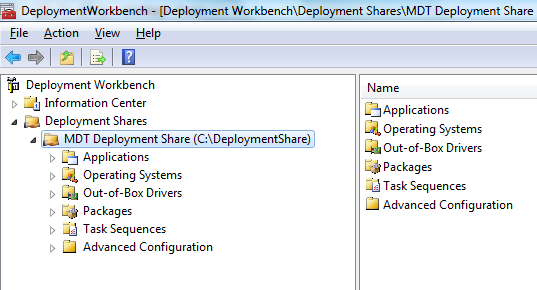 DeploymentWorkbench - [Deployment Workbench\Deployment Shares\MDT Deployment Share
File Action View Help
Deployment Workbench
Information Center
Deployment Shares
MDT Deployment Share (C:\DeploymentShare)
Applications
Operating Systems
Out-of-Box Drivers
Packages
Task Sequences
Advanced Configuration
Name
Applications
Operating Systems
Out-of-Box Drivers
Packages
Task Sequences
Advanced Configuration